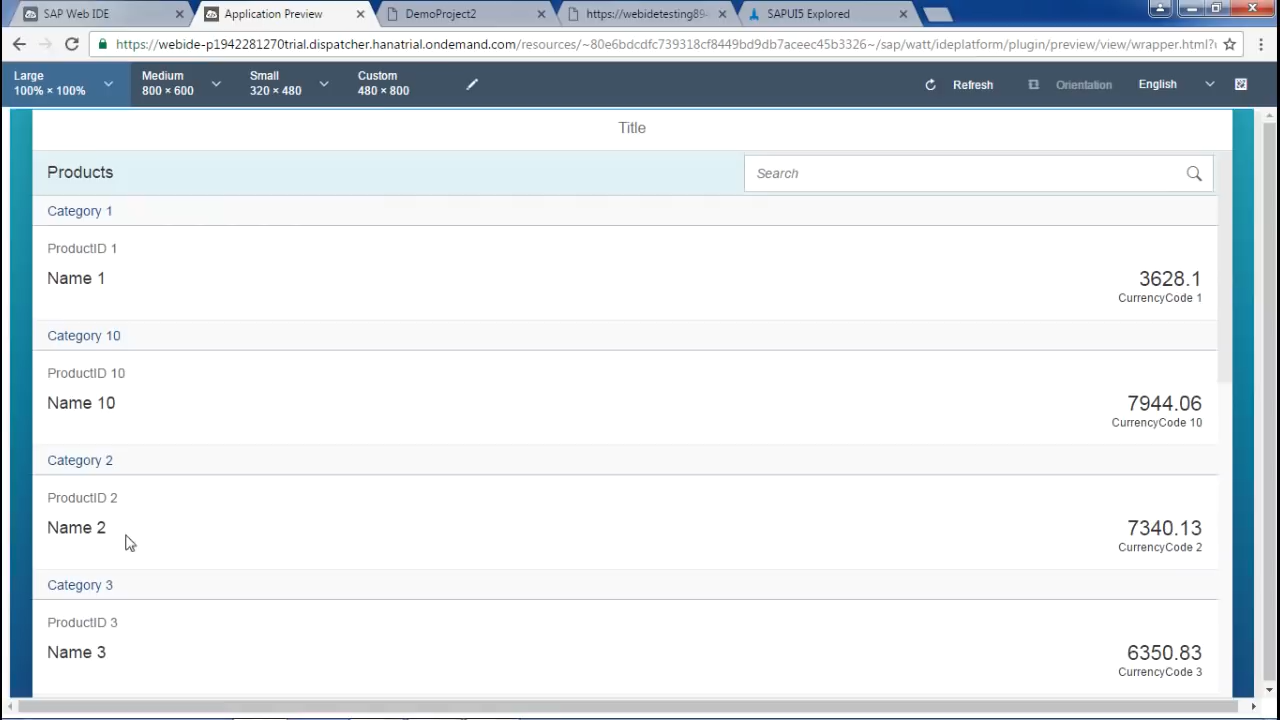 SAP Web IDE
Application Preview
DemoProject2
https://webidetesting89-
SAPUI5 Explored
https://webide-p1942281270trial.dispatcher.hanatrial.ondemand.com/resources/~80e6bdcdfc739318cf8449bd9db7aceec45b3326~/sap/watt/ideplatform/plugin/preview/view/wrapper.html?
Large
100% × 100%
Medium
800 × 600
Small
320 × 480
Custom
480 × 800
Refresh
Orientation
English
Title
Products
Search
Category 1
ProductID 1
Name 1
3628.1
CurrencyCode 1
Category 10
ProductID 10
Name 10
7944.06
CurrencyCode 10
Category 2
ProductID 2
Name 2
7340.13
CurrencyCode 2
Category 3
ProductID 3
Name 3
6350.83
CurrencyCode 3